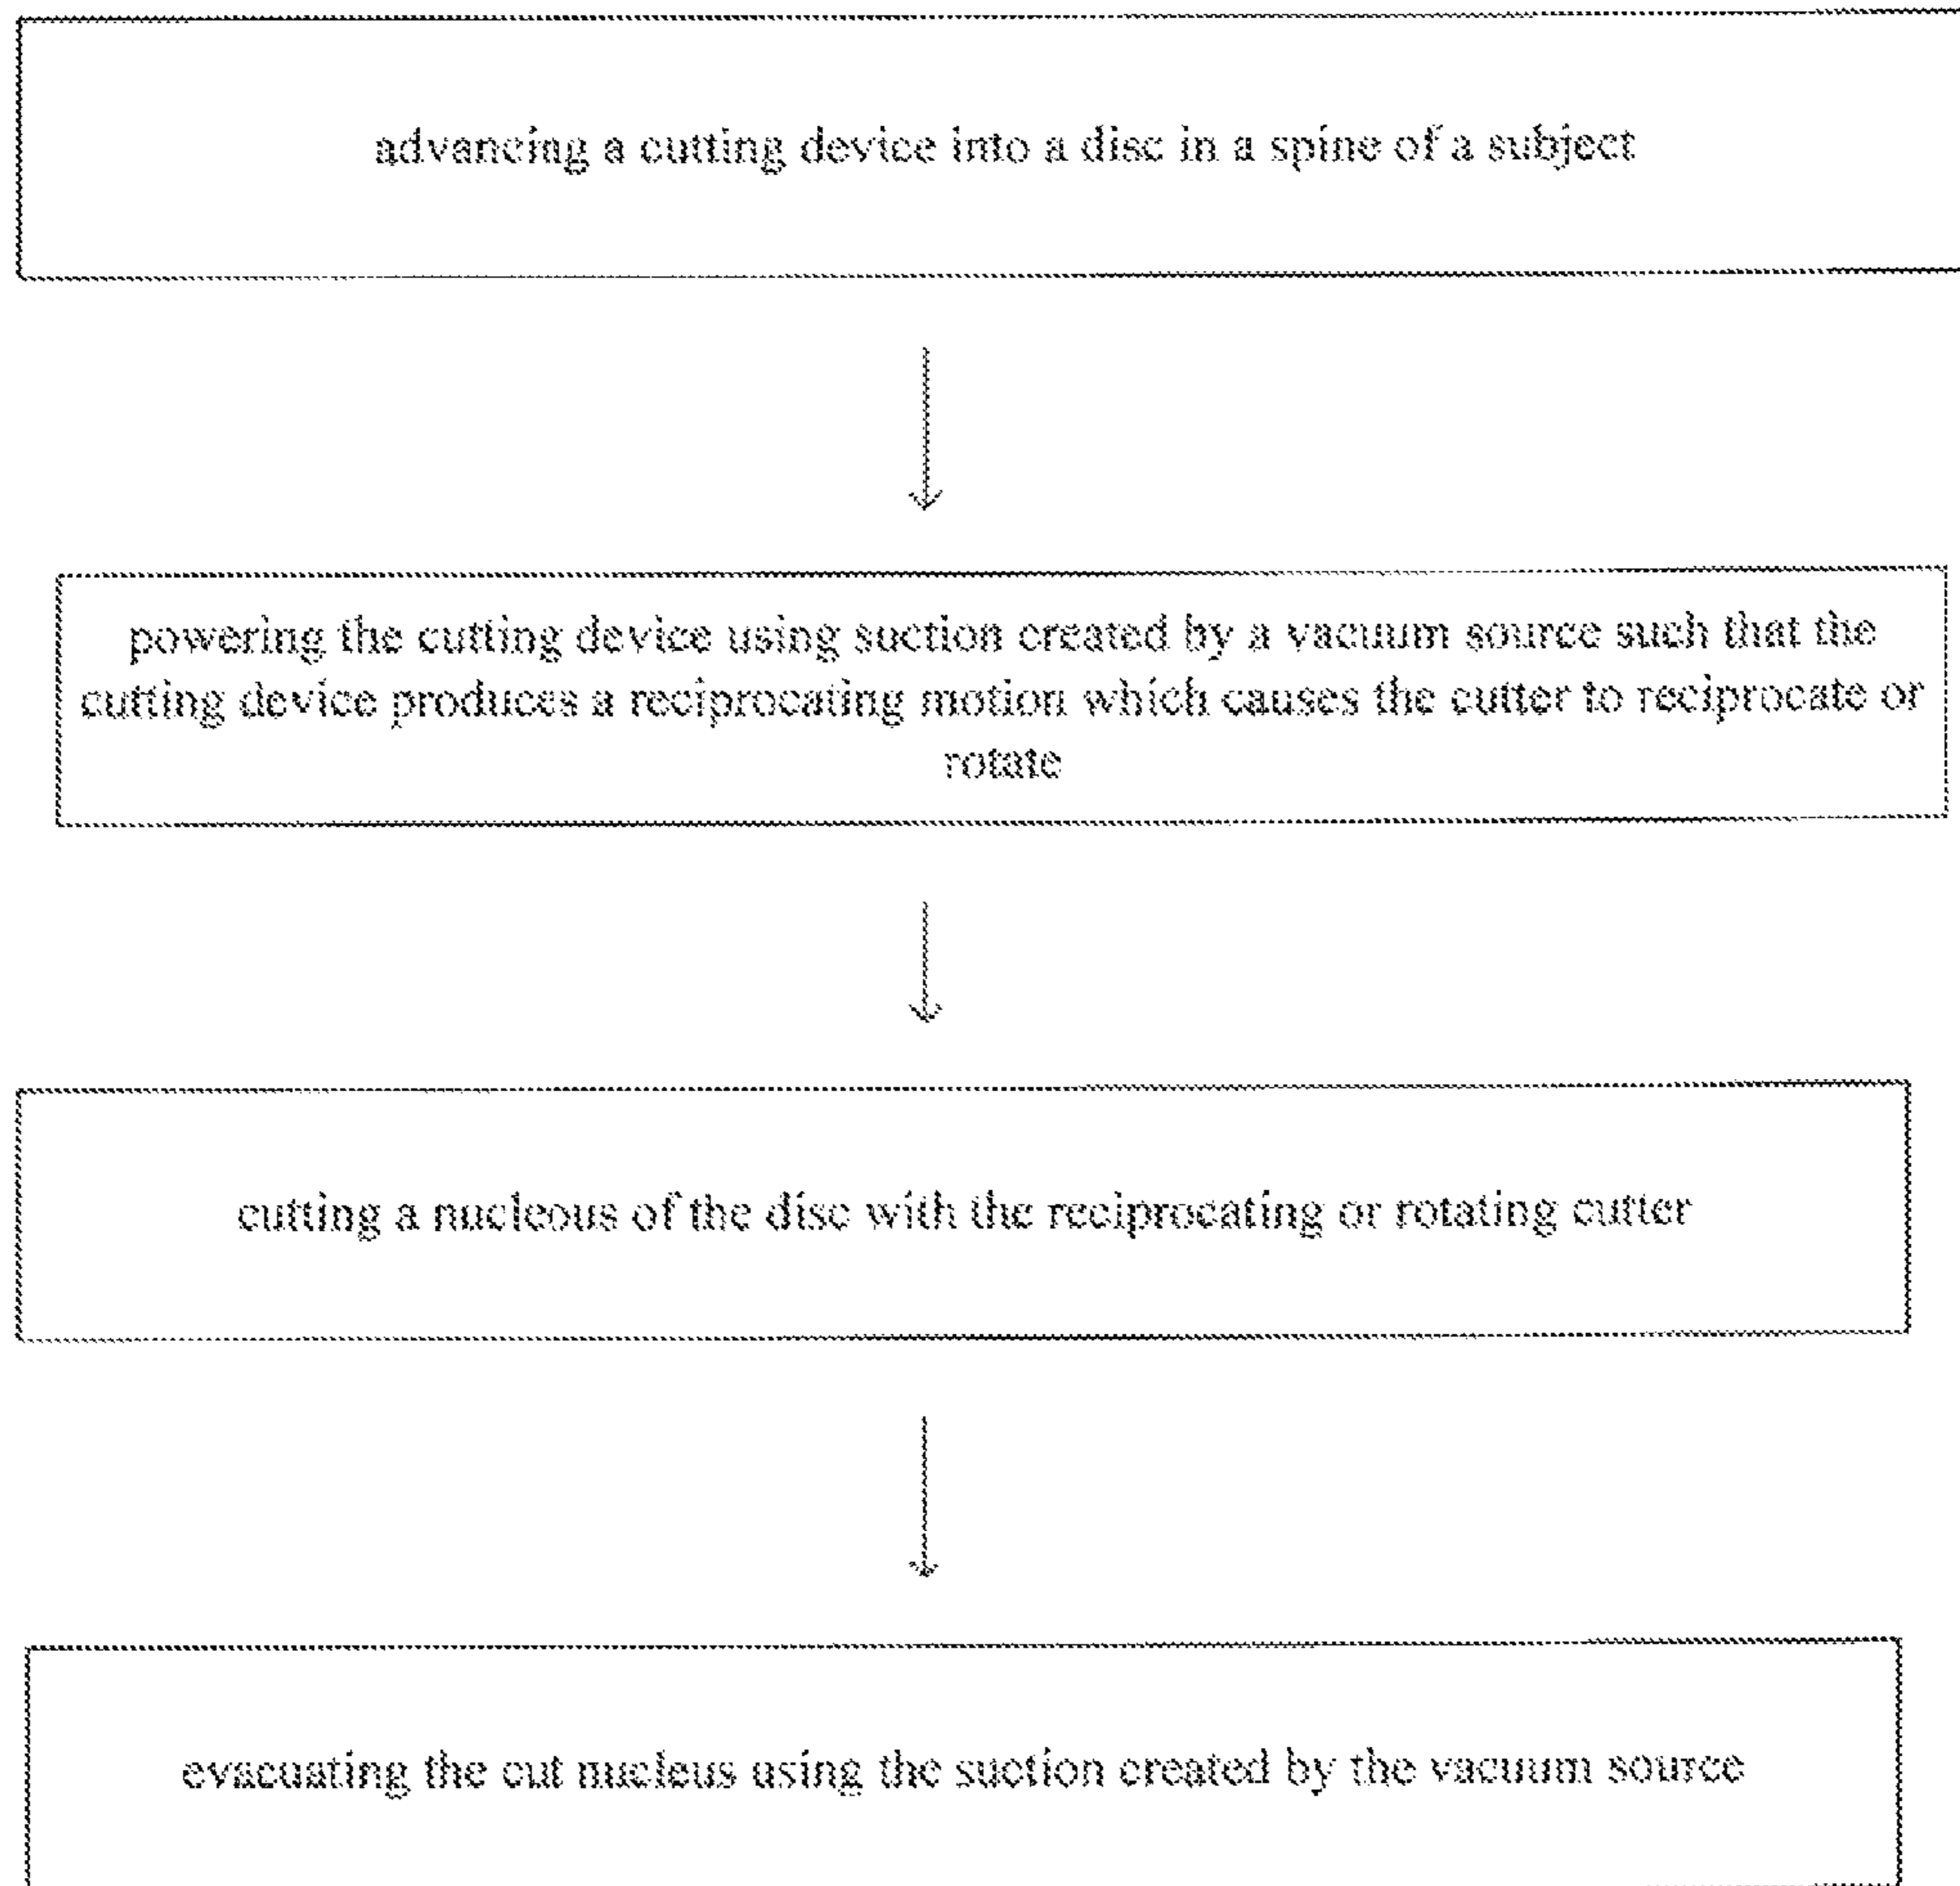 advancing a cutting device into a disc in a spine of a subject
powering the cutting device using suction created by a vacuum source such that the
cutting device produces a reciprocating motion which causes the cutter to reciprocate or
rotate
cutting a nucleous of the disc with the reciprocating or rotating cutter
evacuating the cut nucleus using the suction created by the vacuum source